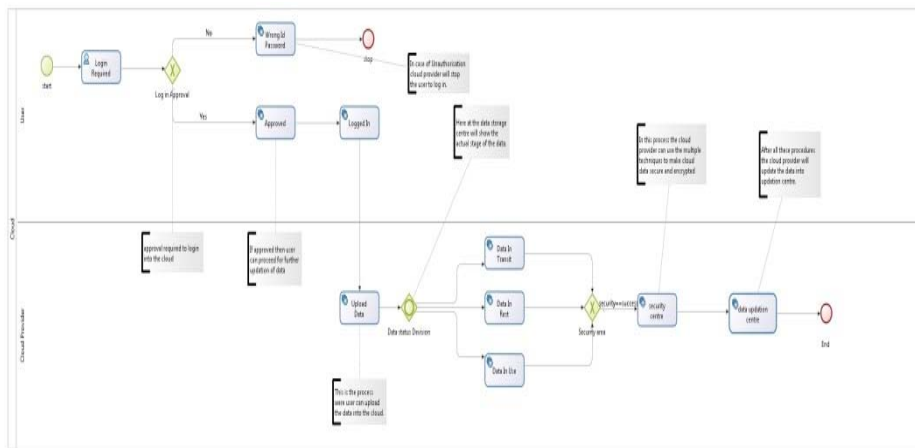 Cloud
User
Cloud Provider
start
Login
Required
Log in Approval
No
Wrong Id
Password
stop
In case of Unauthorisation
cloud provider will stop
the user to log in.
Yes
Approved
Logged In
Here at the data storage
centre will show the
actual stage of the data
In this process the cloud
provider can use the multiple
techniques to make cloud
data secure and encrypted
After all these procedures
the cloud provider will
update the data into
updation centre.
approval required to login
into the cloud
If approved then user
can proceed for further
updation of data
Upload
Data
Data status Devision
Data In
Transit
Data In
Rest
Data In Use
security==success
Security area
security
centre
data updation
centre
End
This is the process
were user can upload
the data into the cloud.